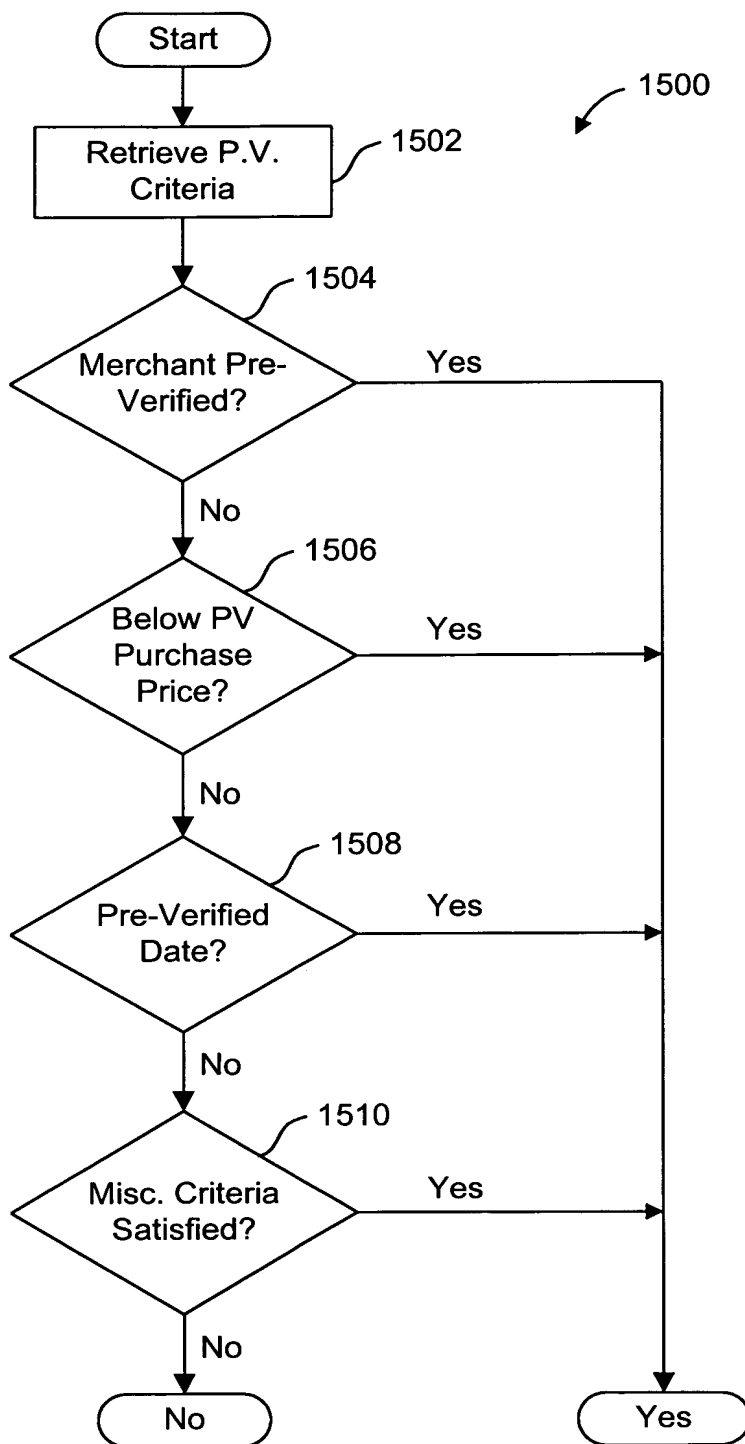 Start
1500
Retrieve P.V.
Criteria
1502
1504
Merchant Pre-
Verified?
Yes
No
1506
Below PV
Purchase
Price?
Yes
No
1508
Pre-Verified
Date?
Yes
No
1510
Misc. Criteria
Satisfied?
Yes
No
No
Yes